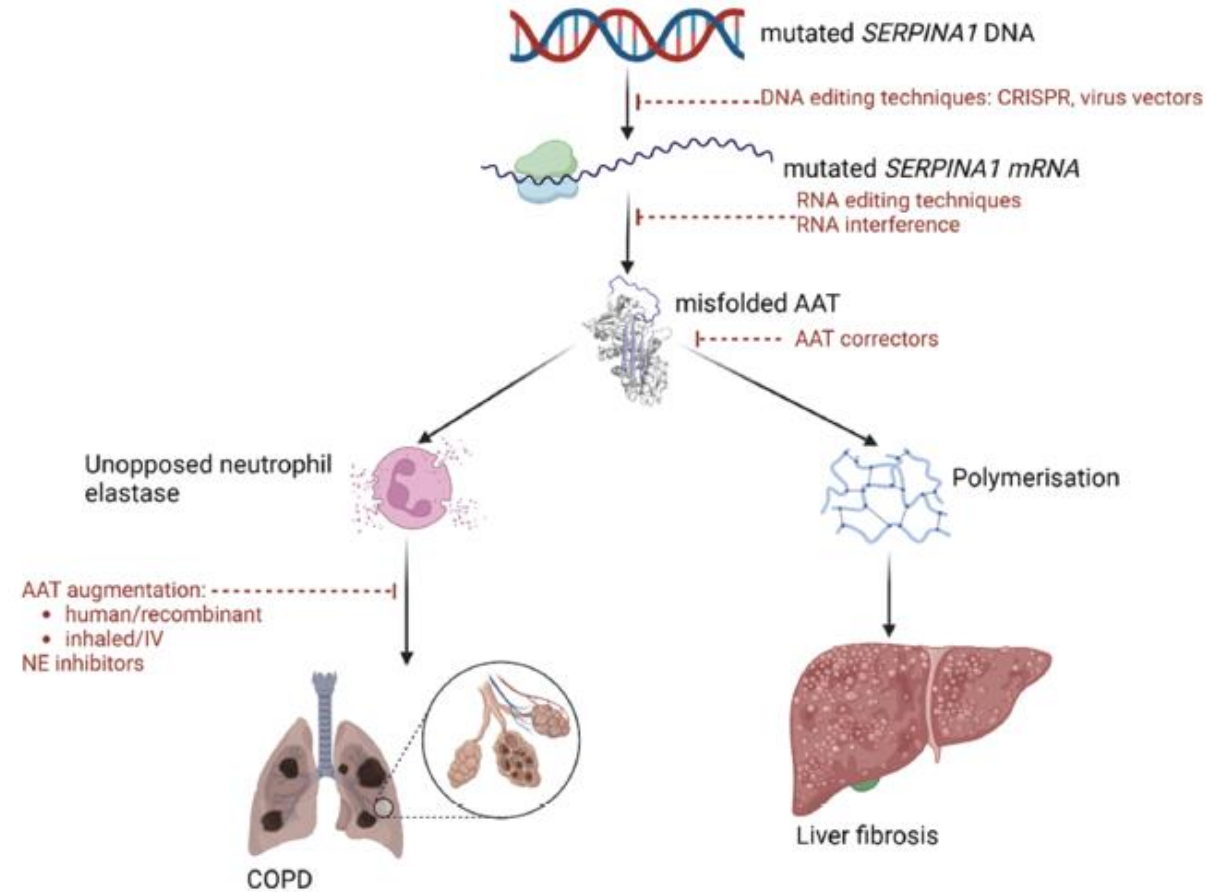 mutated SERPINA1 DNA
DNA editing techniques: CRISPR, virus vectors
mutated SERPINA1 mRNA
RNA editing techniques
RNA interference
misfolded AAT
AAT correctors
Unopposed neutrophil
elastase
Polymerisation
AAT augmentation:
• human/recombinant
• inhaled/IV
NE inhibitors
Liver fibrosis
COPD